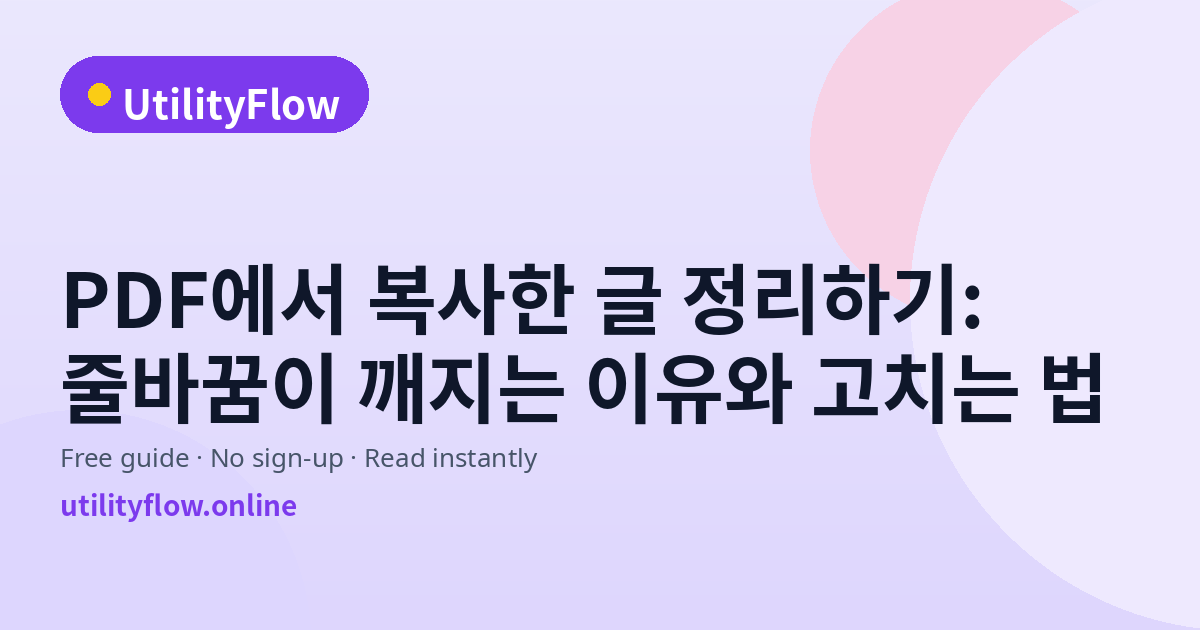 UtilityFlow
PDF에서 복사한 글 정리하기:
줄바꿈이 깨지는 이유와 고치는 법
Free guide · No sign-up · Read instantly
utilityflow.online